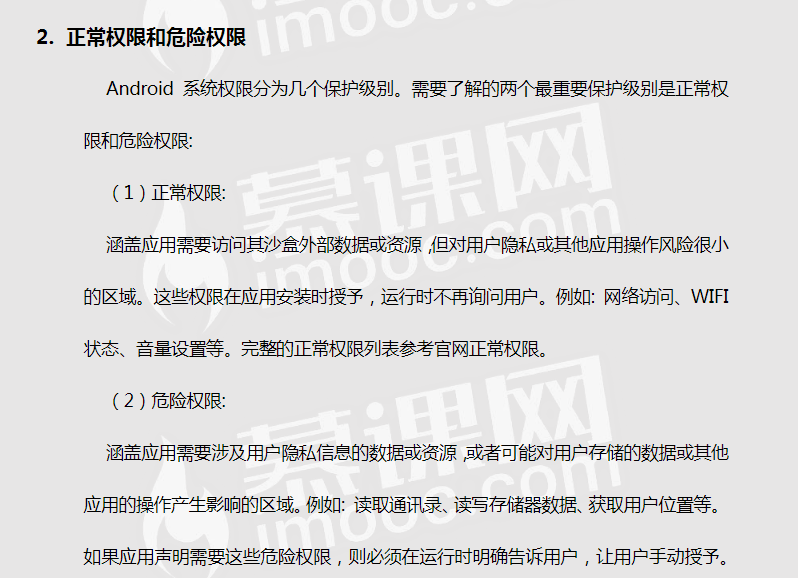 imooc.com
2. 正常权限和危险权限
Android 系统权限分为几个保护级别。需要了解的两个最重要保护级别是正常权
限和危险权限:
（1）正常权限:
慕课网
imooc.com
涵盖应用需要访问其沙盒外部数据或资源,但对用户隐私或其他应用操作风险很小
的区域。这些权限在应用安装时授予，运行时不再询问用户。例如: 网络访问、WIFI
状态、音量设置等。完整的正常权限列表参考官网正常权限。
（2）危险权限:
慕课网
imooc.com
涵盖应用需要涉及用户隐私信息的数据或资源,或者可能对用户存储的数据或其他
应用的操作产生影响的区域。例如: 读取通讯录、读写存储器数据、获取用户位置等。
如果应用声明需要这些危险权限，则必须在运行时明确告诉用户，让用户手动授予。